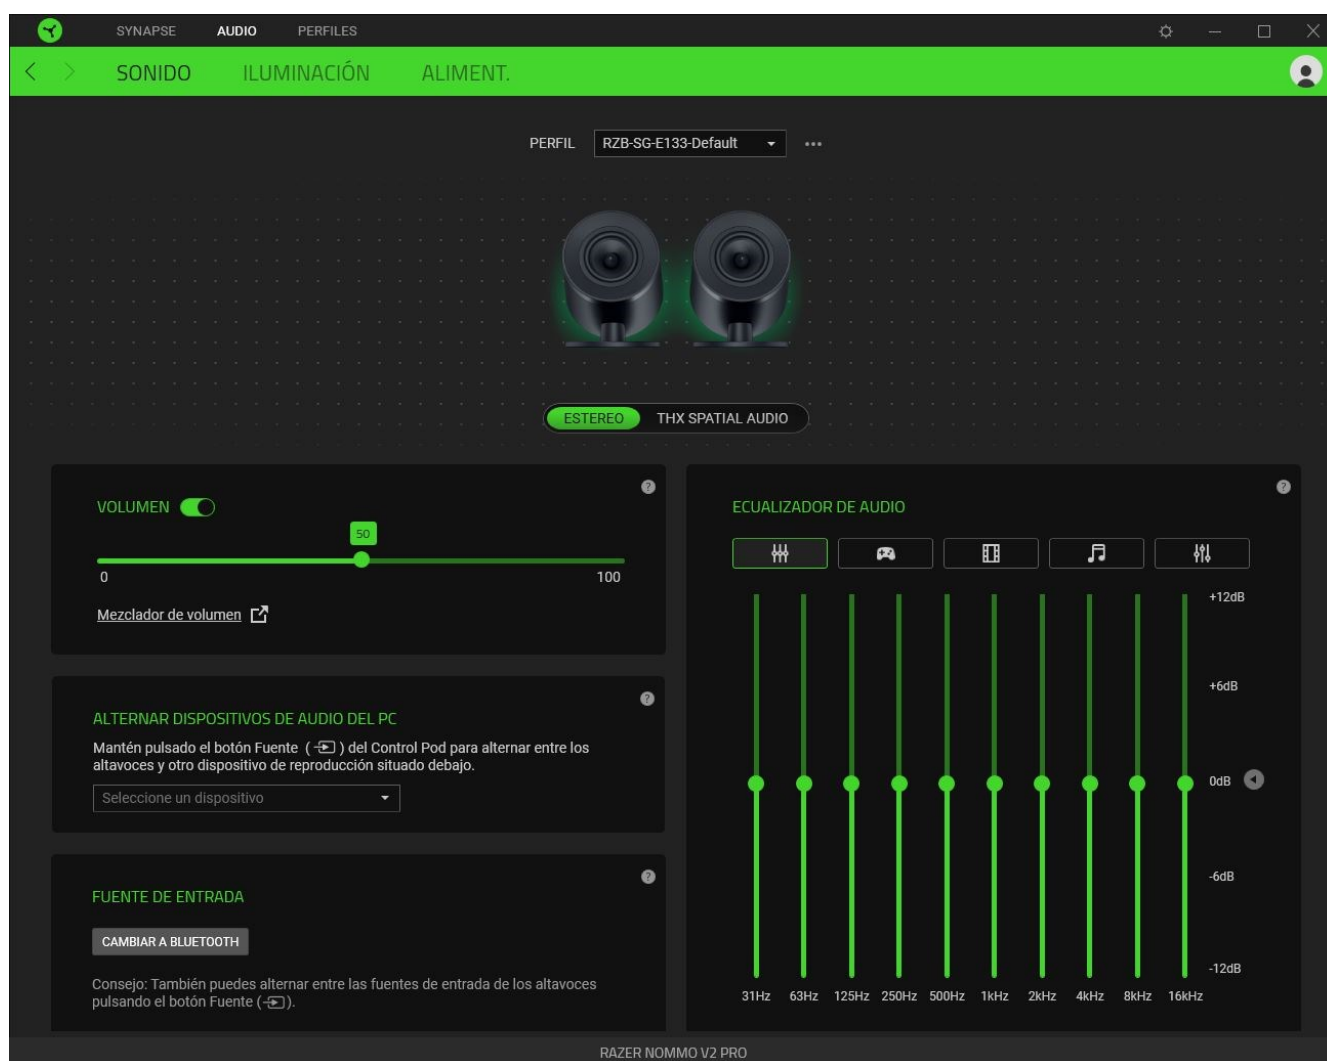 SYNAPSE AUDIO PERFILES
SONIDO ILUMINACIÓN ALIMENT.
PERFIL RZB-SG-E133-Default
ESTEREO THX SPATIAL AUDIO
VOLUMEN
50
0 100
Mezclador de volumen
ALTERNAR DISPOSITIVOS DE AUDIO DEL PC
Mantén pulsado el botón Fuente ( ) del Control Pod para alternar entre los
altavoces y otro dispositivo de reproducción situado debajo.
Seleccione un dispositivo
FUENTE DE ENTRADA
CAMBIAR A BLUETOOTH
Consejo: También puedes alternar entre las fuentes de entrada de los altavoces
pulsando el botón Fuente ( ).
ECUALIZADOR DE AUDIO
+12dB
+6dB
0dB
-6dB
-12dB
31Hz 63Hz 125Hz 250Hz 500Hz 1kHz 2kHz 4kHz 8kHz 16kHz
RAZER NOMMO V2 PRO